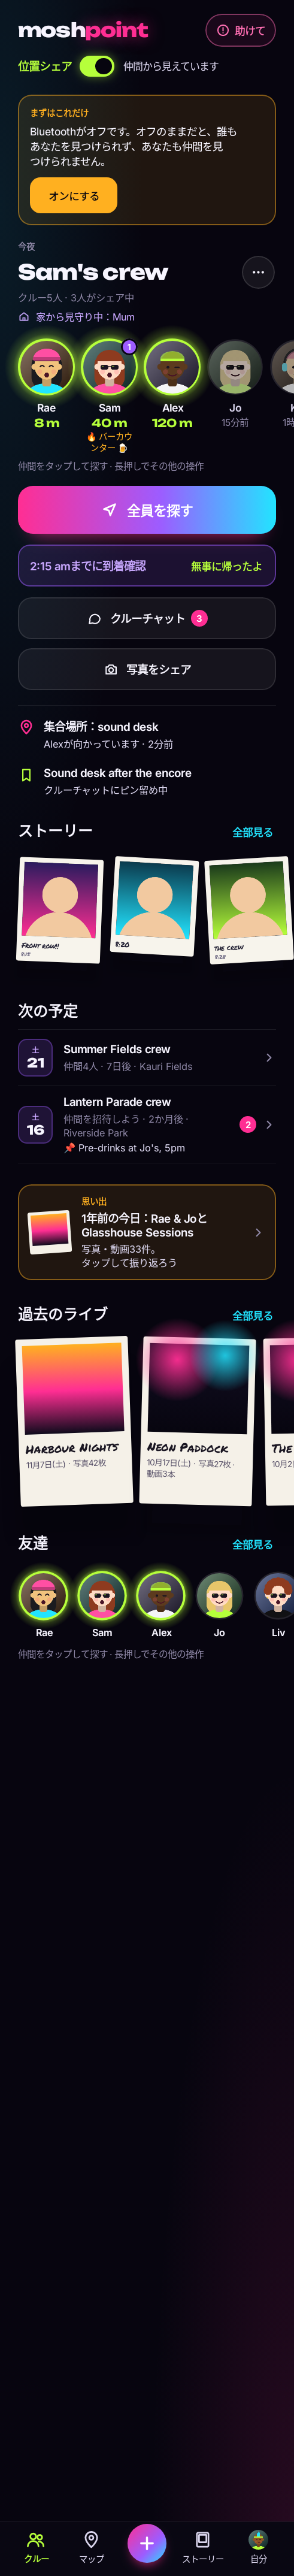 moshpoint
助けて
位置シェア 仲間から見えています
まずはこれだけ
Bluetoothがオフです。オフのままだと、誰も
あなたを見つけられず、あなたも仲間を見
つけられません。
オンにする
今夜
Sam's crew
クルー5人 · 3人がシェア中
家から見守り中：Mum
1
Rae Sam Alex Jo
8 m 40 m 120 m 15分前
🔥 バーカウ
ンター 🍺
仲間をタップして探す · 長押しでその他の操作
全員を探す
2:15 amまでに到着確認 無事に帰ったよ
クルーチャット 3
写真をシェア
集合場所：sound desk
Alexが向かっています · 2分前
Sound desk after the encore
クルーチャットにピン留め中
ストーリー 全部見る
Front row!!
8:15
8:20
the crew
8:28
次の予定
土
21
Summer Fields crew
仲間4人 · 7日後 · Kauri Fields
土
16
Lantern Parade crew
仲間を招待しよう · 2か月後 ·
Riverside Park
📌 Pre-drinks at Jo's, 5pm
2
思い出
1年前の今日：Rae & Joと
Glasshouse Sessions
写真・動画33件。
タップして振り返ろう
過去のライブ 全部見る
Harbour Nights
11月7日(土) · 写真42枚
Neon Paddock
10月17日(土) · 写真27枚 ·
動画3本
The
10月2
友達 全部見る
Rae Sam Alex Jo Liv
仲間をタップして探す · 長押しでその他の操作
クルー マップ ストーリー 自分